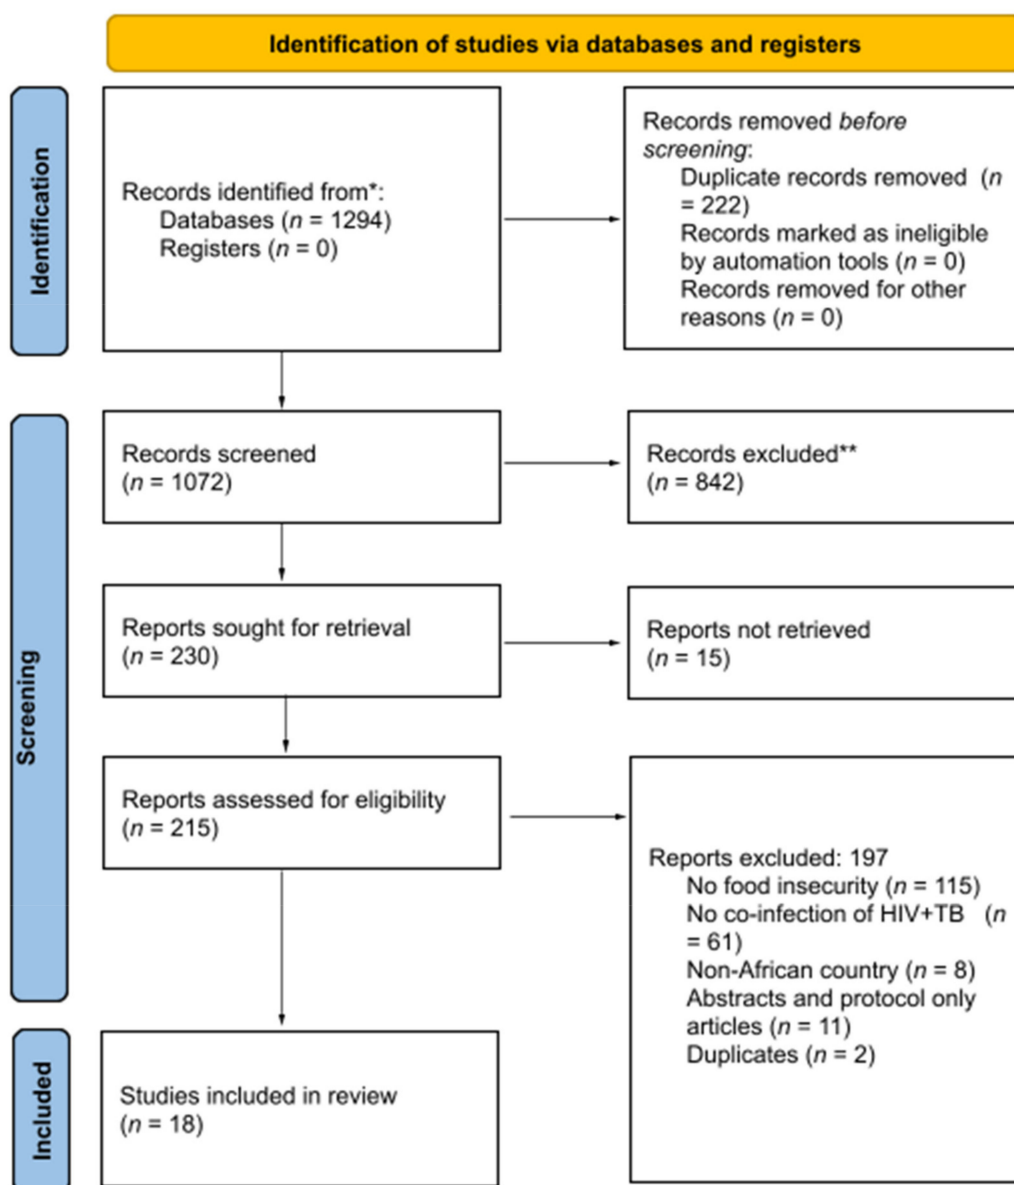 Identification of studies via databases and registers
Identification
Records identified from*:
Databases (n = 1294)
Registers (n = 0)
Records removed before
screening:
Duplicate records removed (n
= 222)
Records marked as ineligible
by automation tools (n = 0)
Records removed for other
reasons (n = 0)
Screening
Records screened
(n = 1072)
Records excluded**
(n = 842)
Reports sought for retrieval
(n = 230)
Reports not retrieved
(n = 15)
Reports assessed for eligibility
(n = 215)
Reports excluded: 197
No food insecurity (n = 115)
No co-infection of HIV+TB (n
= 61)
Non-African country (n = 8)
Abstracts and protocol only
articles (n = 11)
Duplicates (n = 2)
Included
Studies included in review
(n = 18)